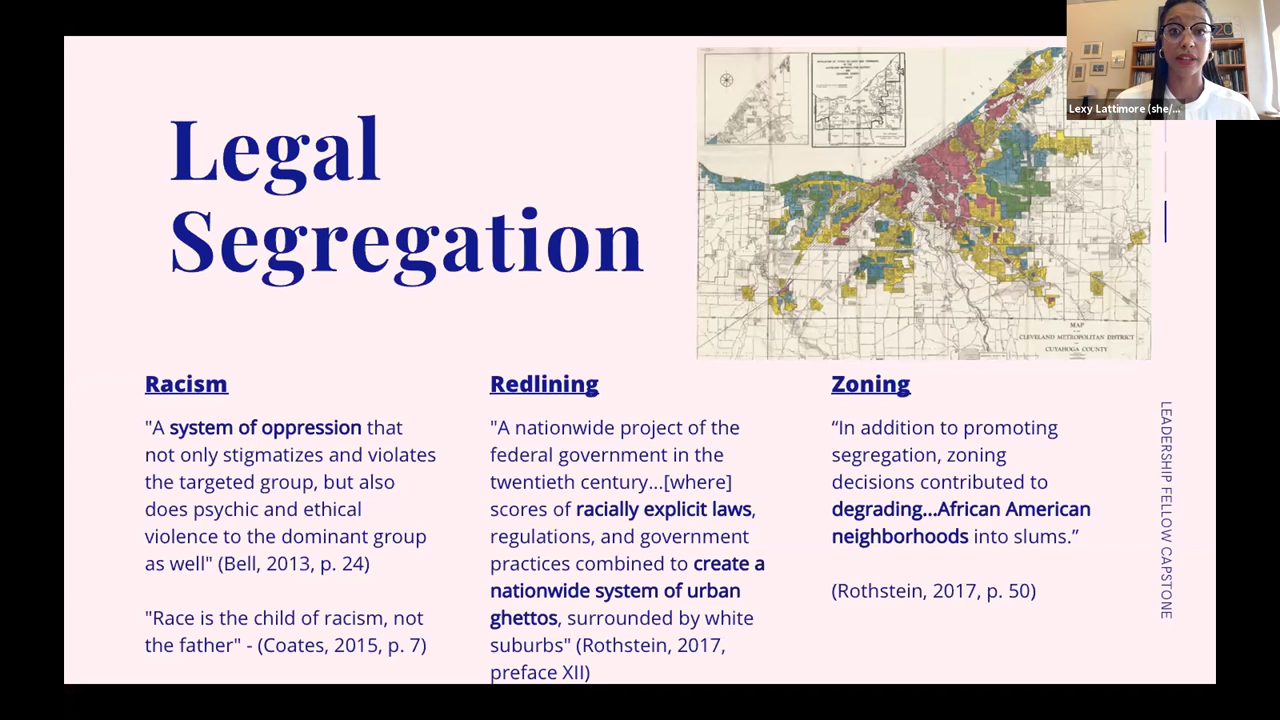 Legal
Segregation
Lexy Lattimore (she/...
MAP
CLEVELAND METROPOLITAN DISTRICT
CUYAHOGA COUNTY
Racism
"A system of oppression that
not only stigmatizes and violates
the targeted group, but also
does psychic and ethical
violence to the dominant group
as well" (Bell, 2013, p. 24)
"Race is the child of racism, not
the father" - (Coates, 2015, p. 7)
Redlining
"A nationwide project of the
federal government in the
twentieth century...[where]
scores of racially explicit laws,
regulations, and government
practices combined to create a
nationwide system of urban
ghettos, surrounded by white
suburbs" (Rothstein, 2017,
preface XII)
Zoning
“In addition to promoting
segregation, zoning
decisions contributed to
degrading...African American
neighborhoods into slums.”
(Rothstein, 2017, p. 50)
LEADERSHIP FELLOW CAPSTONE